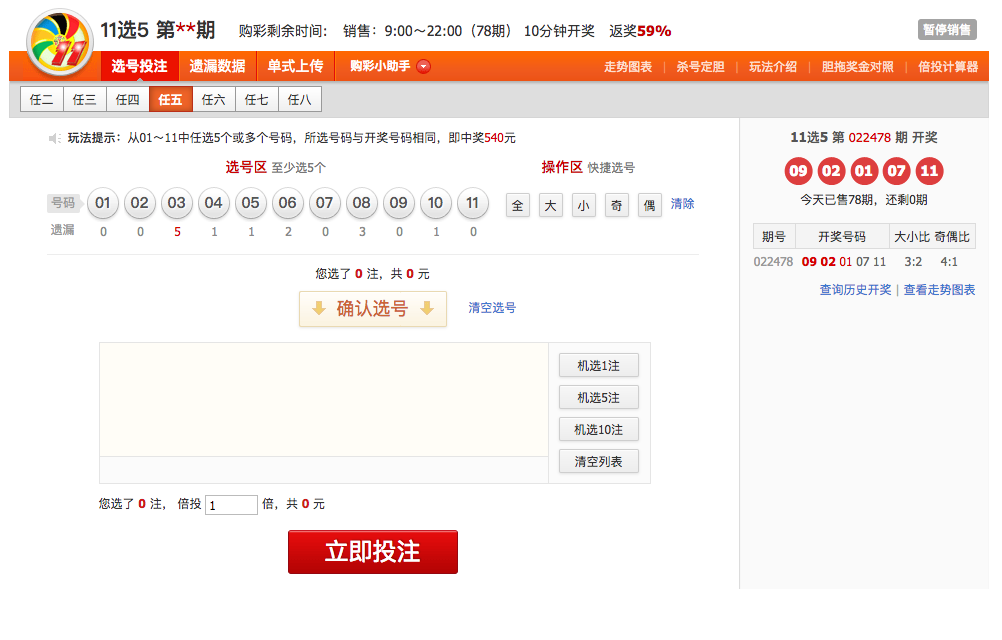 11选5 第**期 购彩剩余时间: 销售：9:00～22:00（78期） 10分钟开奖 返奖59% 暂停销售
11
选号投注 遗漏数据 单式上传 购彩小助手 走势图表 | 杀号定胆 | 玩法介绍 | 胆拖奖金对照 | 倍投计算器
任二 任三 任四 任五 任六 任七 任八
玩法提示：从01～11中任选5个或多个号码，所选号码与开奖号码相同，即中奖540元
选号区 至少选5个 操作区 快捷选号
号码 01 02 03 04 05 06 07 08 09 10 11 全 大 小 奇 偶 清除
遗漏 0 0 5 1 1 2 0 3 0 1 0
您选了 0 注，共 0 元
确认选号 清空选号
机选1注
机选5注
机选10注
清空列表
您选了 0 注， 倍投 1 倍，共 0 元
立即投注
11选5 第 022478 期 开奖
09 02 01 07 11
今天已售78期，还剩0期
期号 开奖号码 大小比 奇偶比
022478 09 02 01 07 11 3:2 4:1
查询历史开奖 | 查看走势图表